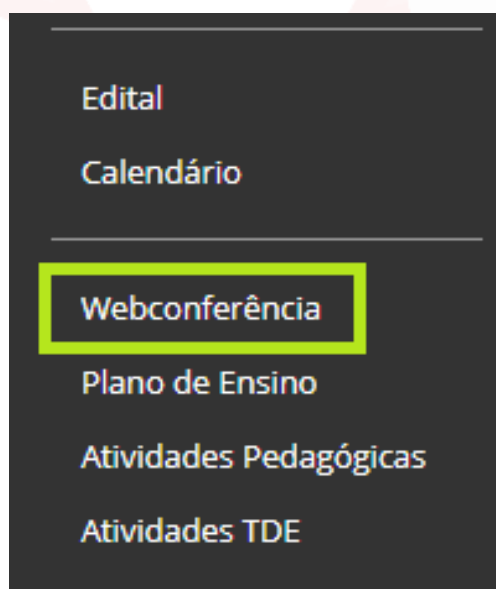 Edital
Calendário
Webconferência
Plano de Ensino
Atividades Pedagógicas
Atividades TDE